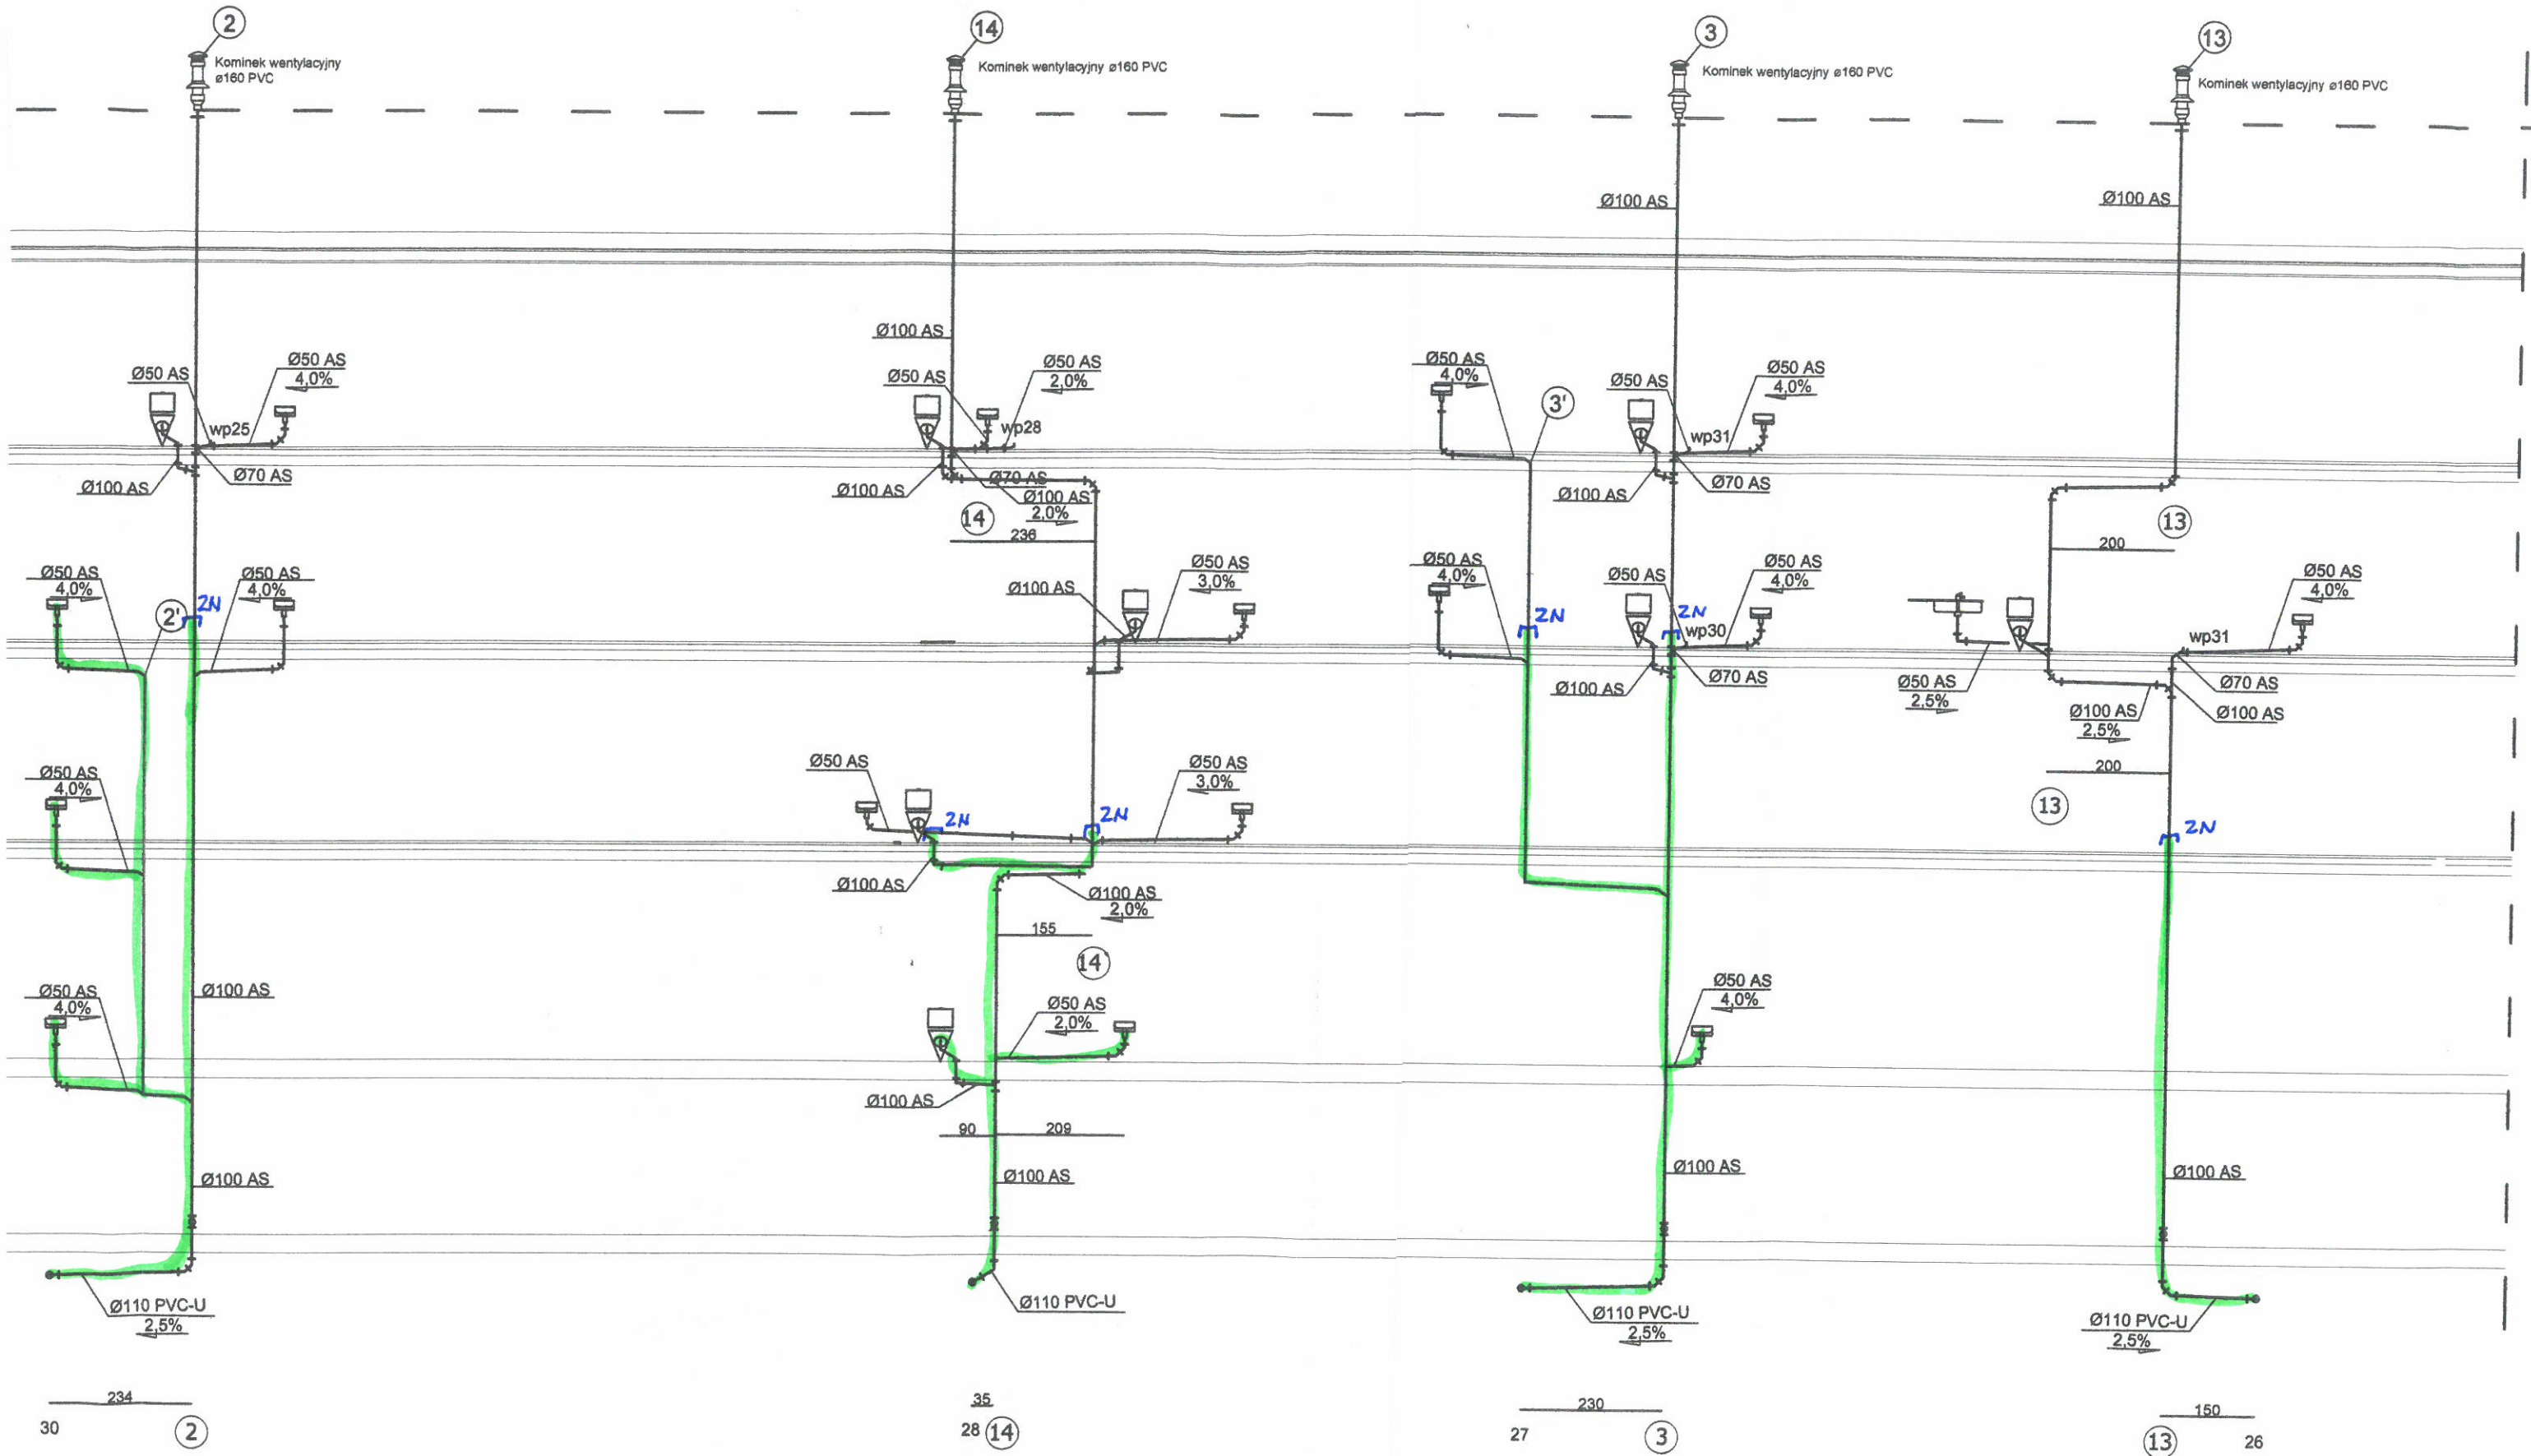 2
Kominek wentylacyjny
ø160 PVC
14
Kominek wentylacyjny ø160 PVC
3
Kominek wentylacyjny ø160 PVC
13
Kominek wentylacyjny ø160 PVC
Ø100 AS
Ø100 AS
Ø100 AS
Ø50 AS
Ø50 AS
4,0%
wp25
Ø100 AS
Ø70 AS
Ø50 AS
Ø50 AS
2,0%
wp28
Ø100 AS
Ø70 AS
Ø100 AS
2,0%
14'
236
Ø50 AS
4,0%
3'
Ø50 AS
Ø50 AS
4,0%
wp31
Ø100 AS
Ø70 AS
13
200
Ø50 AS
4,0%
2'
2N
Ø50 AS
4,0%
Ø100 AS
Ø50 AS
3,0%
Ø50 AS
4,0%
2N
Ø50 AS
2N
Ø50 AS
4,0%
wp30
Ø100 AS
Ø70 AS
Ø50 AS
4,0%
wp31
Ø50 AS
2,5%
Ø70 AS
Ø100 AS
2,5%
Ø100 AS
200
13
2N
Ø50 AS
4,0%
Ø50 AS
2N
2N
Ø50 AS
3,0%
Ø100 AS
Ø100 AS
2,0%
155
14'
Ø50 AS
4,0%
Ø100 AS
Ø50 AS
2,0%
Ø100 AS
90
209
Ø50 AS
4,0%
Ø100 AS
Ø100 AS
Ø100 AS
Ø100 AS
Ø110 PVC-U
2,5%
Ø110 PVC-U
Ø110 PVC-U
2,5%
Ø110 PVC-U
2,5%
234
35
230
150
30
2
28
14
27
3
13
26